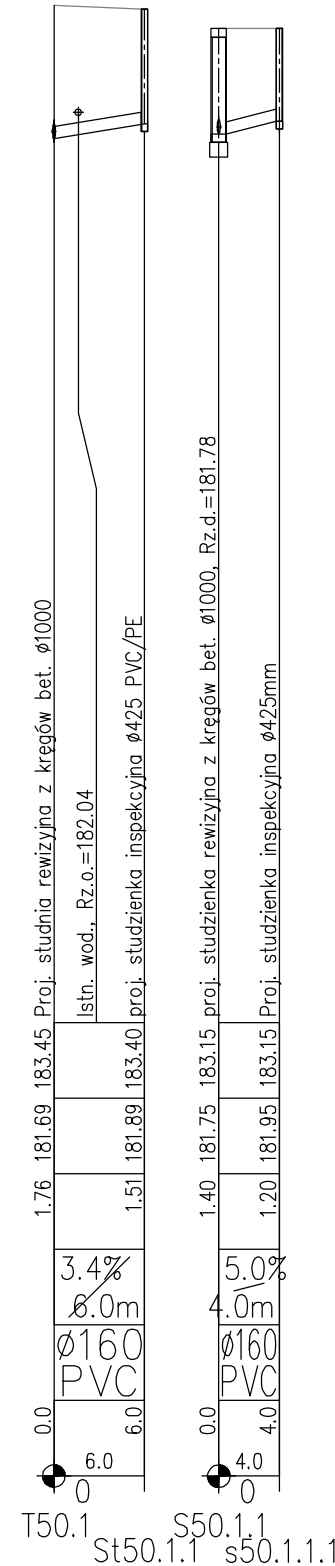 Proj. studnia rewizyjna z kręgów bet. ø1000
Istn. wod., Rz.o.=182.04
proj. studzienka inspekcyjna ø425 PVC/PE
proj. studzienka rewizyjna z kręgów bet. ø1000, Rz.d.=181.78
Proj. studzienka inspekcyjna ø425mm
183.45
183.40
183.15
183.15
181.69
181.89
181.75
181.95
1.76
1.51
1.40
1.20
3.4%
6.0m
5.0%
4.0m
Ø160
PVC
ø160
PVC
0.0
6.0
0.0
4.0
6.0
0
4.0
0
T50.1
St50.1.1
S50.1.1
s50.1.1.1